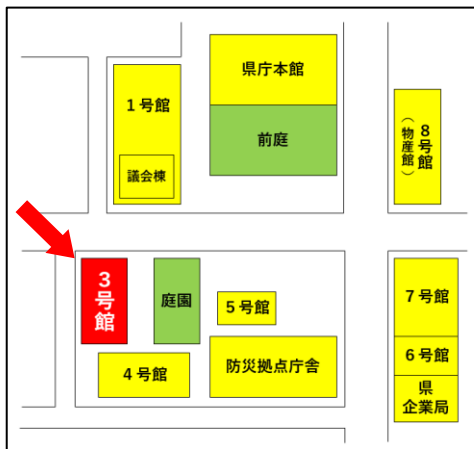 県庁本館
1号館
前庭
議会棟
8号館
（物産館）
3号館
庭園
5号館
7号館
4号館
防災拠点庁舎
6号館
県
企業局